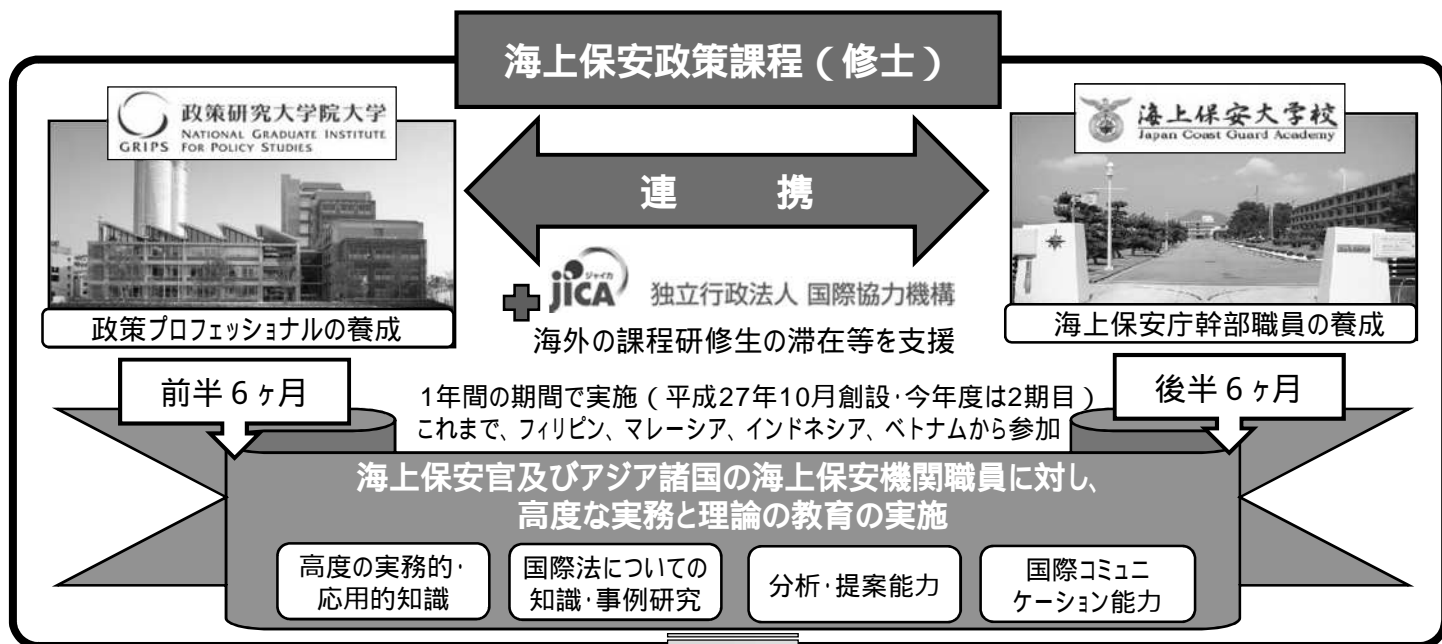 海上保安政策課程(修士)
GRIPS
政策研究大学院大学
NATIONAL GRADUATE INSTITUTE
FOR POLICY STUDIES
海上保安大学校
Japan Coast Guard Academy
連 携
ジャイカ
jICA
独立行政法人 国際協力機構
海外の課程研修生の滞在等を支援
政策プロフェッショナルの養成
海上保安庁幹部職員の養成
前半6ヶ月
後半6ヶ月
1年間の期間で実施(平成27年10月創設・今年度は2期目)
これまで、フィリピン、マレーシア、インドネシア、ベトナムから参加
海上保安官及びアジア諸国の海上保安機関職員に対し、
高度な実務と理論の教育の実施
高度の実務的・
応用的知識
国際法についての
知識・事例研究
分析・提案能力
国際コミュニ
ケーション能力